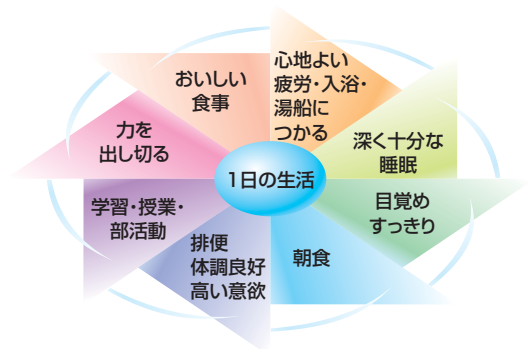 1日の生活
心地よい
疲労・入浴・
湯船に
つかる
深く十分な
睡眠
目覚め
すっきり
朝食
排便
体調良好
高い意欲
学習・授業・
部活動
力を
出し切る
おいしい
食事